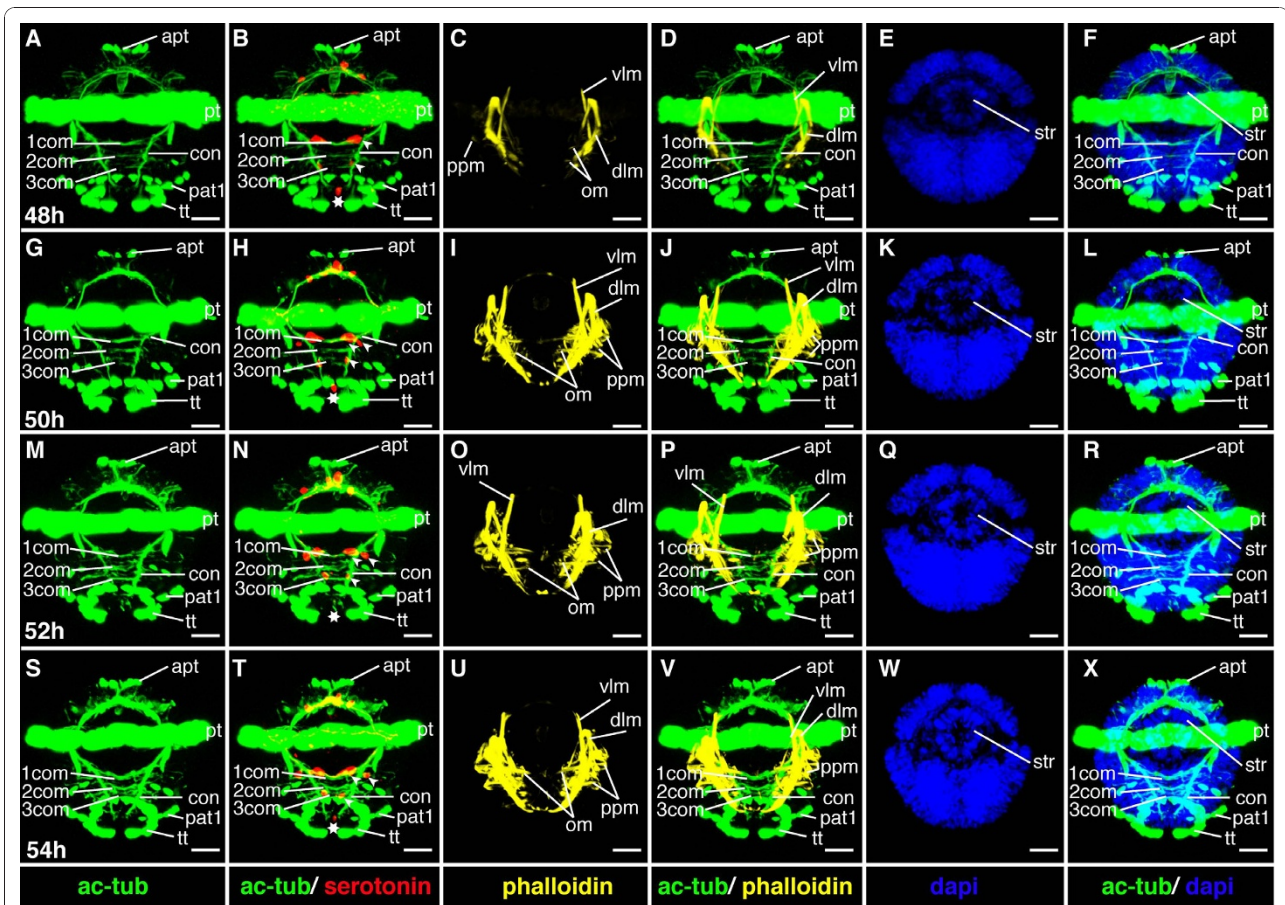 A apt
pt
1com
2com
3com
con
pat1
tt
48h
B apt
1com
2com
3com
con
pat1
tt
C vlm
ppm
om
dlm
D vlm
pt
dlm
1com
2com
3com
con
pat1
tt
E
str
F apt
pt
str
1com
2com
3com
con
pat1
tt
G apt
pt
1com
2com
3com
con
pat1
tt
50h
H apt
1com
2com
3com
con
pat1
tt
I vlm
dlm
om
ppm
J apt
vlm
dlm
pt
1com
2com
3com
ppm
con
pat1
tt
K
str
L apt
pt
str
1com
2com
3com
con
pat1
tt
M apt
pt
1com
2com
3com
con
pat1
tt
52h
N apt
pt
1com
2com
3com
con
pat1
tt
O vlm
dlm
om
ppm
P vlm
dlm
1com
2com
3com
ppm
con
pat1
tt
Q
str
R apt
pt
str
1com
2com
3com
con
pat1
tt
S apt
pt
1com
2com
3com
con
pat1
tt
54h
T apt
pt
1com
2com
3com
con
pat1
tt
U vlm
dlm
om
ppm
V apt
vlm
dlm
1com
2com
3com
ppm
con
pat1
tt
W
str
X apt
pt
str
1com
2com
3com
con
pat1
tt
ac-tub
ac-tub/ serotonin
phalloidin
ac-tub/ phalloidin
dapi
ac-tub/ dapi